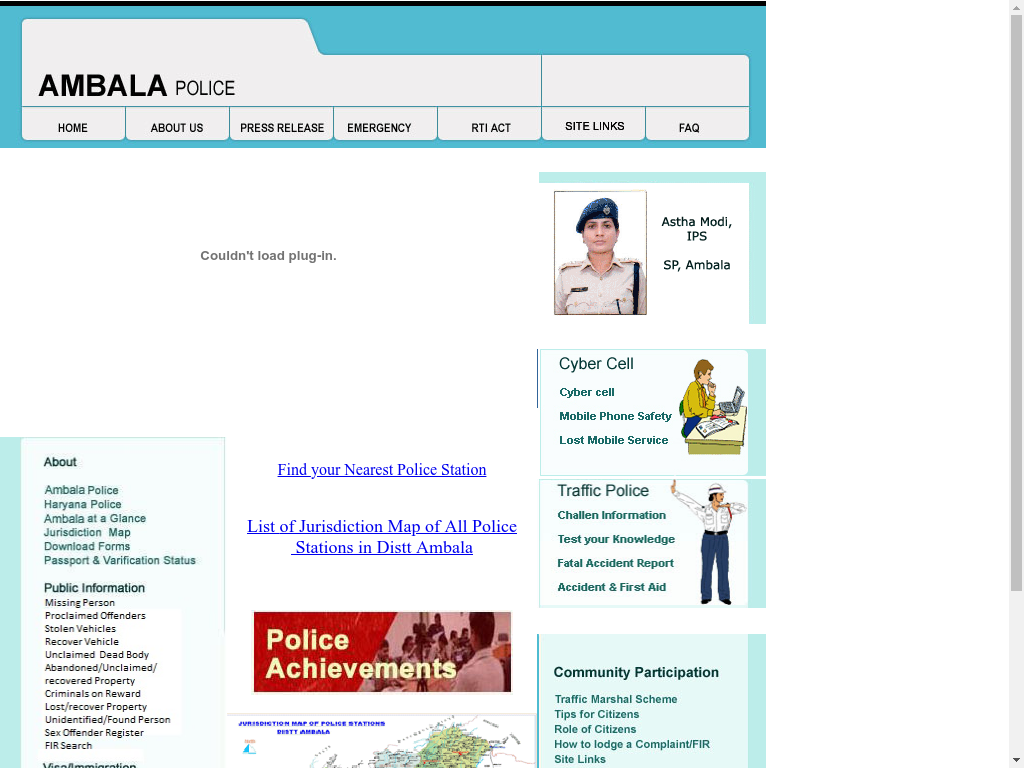 AMBALA POLICE
HOME
ABOUT US
PRESS RELEASE
EMERGENCY
RTI ACT
SITE LINKS
FAQ
Couldn't load plug-in.
Astha Modi,
IPS
SP, Ambala
Cyber Cell
Cyber cell
Mobile Phone Safety
Lost Mobile Service
Traffic Police
Challen Information
Test your Knowledge
Fatal Accident Report
Accident & First Aid
About
Ambala Police
Haryana Police
Ambala at a Glance
Jurisdiction Map
Download Forms
Passport & Varification Status
Public Information
Missing Person
Proclaimed Offenders
Stolen Vehicles
Recover Vehicle
Unclaimed Dead Body
Abandoned/Unclaimed/
recovered Property
Criminals on Reward
Lost/recover Property
Unidentified/Found Person
Sex Offender Register
FIR Search
Visa/Immigration
Find your Nearest Police Station
List of Jurisdiction Map of All Police
Stations in Distt Ambala
Police
Achievements
JURISDICTION MAP OF POLICE STATIONS
DISTT AMBALA
Community Participation
Traffic Marshal Scheme
Tips for Citizens
Role of Citizens
How to lodge a Complaint/FIR
Site Links